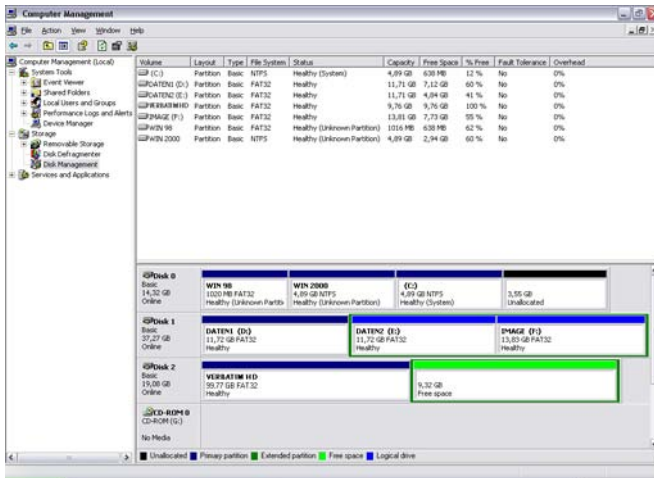 Computer Management
File Action View Window Help
Computer Management (Local)
System Tools
Event Viewer
Shared Folders
Local Users and Groups
Performance Logs and Alerts
Device Manager
Storage
Removable Storage
Disk Defragmenter
Disk Management
Services and Applications
Volume Layout Type File System Status Capacity Free Space % Free Fault Tolerance Overhead
(C:) Partition Basic NTFS Healthy (System) 4,89 GB 638 MB 12 % No 0%
DATEN1 (D:) Partition Basic FAT32 Healthy 11,71 GB 7,12 GB 60 % No 0%
DATEN2 (E:) Partition Basic FAT32 Healthy 11,71 GB 4,84 GB 41 % No 0%
VERBATIM HD Partition Basic FAT32 Healthy 9,76 GB 9,76 GB 100 % No 0%
IMAGE (F:) Partition Basic FAT32 Healthy 13,81 GB 7,73 GB 55 % No 0%
WIN 98 Partition Basic FAT32 Healthy (Unknown Partition) 1016 MB 638 MB 62 % No 0%
WIN 2000 Partition Basic NTFS Healthy (Unknown Partition) 4,89 GB 2,94 GB 60 % No 0%
Disk 0
Basic
14,32 GB
Online
WIN 98
1020 MB FAT32
Healthy (Unknown Partitio
WIN 2000
4,89 GB NTFS
Healthy (Unknown Partition)
(C:)
4,89 GB NTFS
Healthy (System)
3,55 GB
Unallocated
Disk 1
Basic
37,27 GB
Online
DATEN1 (D:)
11,72 GB FAT32
Healthy
DATEN2 (E:)
11,72 GB FAT32
Healthy
IMAGE (F:)
13,83 GB FAT32
Healthy
Disk 2
Basic
19,08 GB
Online
VERBATIM HD
99,77 GB FAT32
Healthy
9,32 GB
Free space
CD-ROM 0
CD-ROM (G:)
No Media
Unallocated Primary partition Extended partition Free space Logical drive